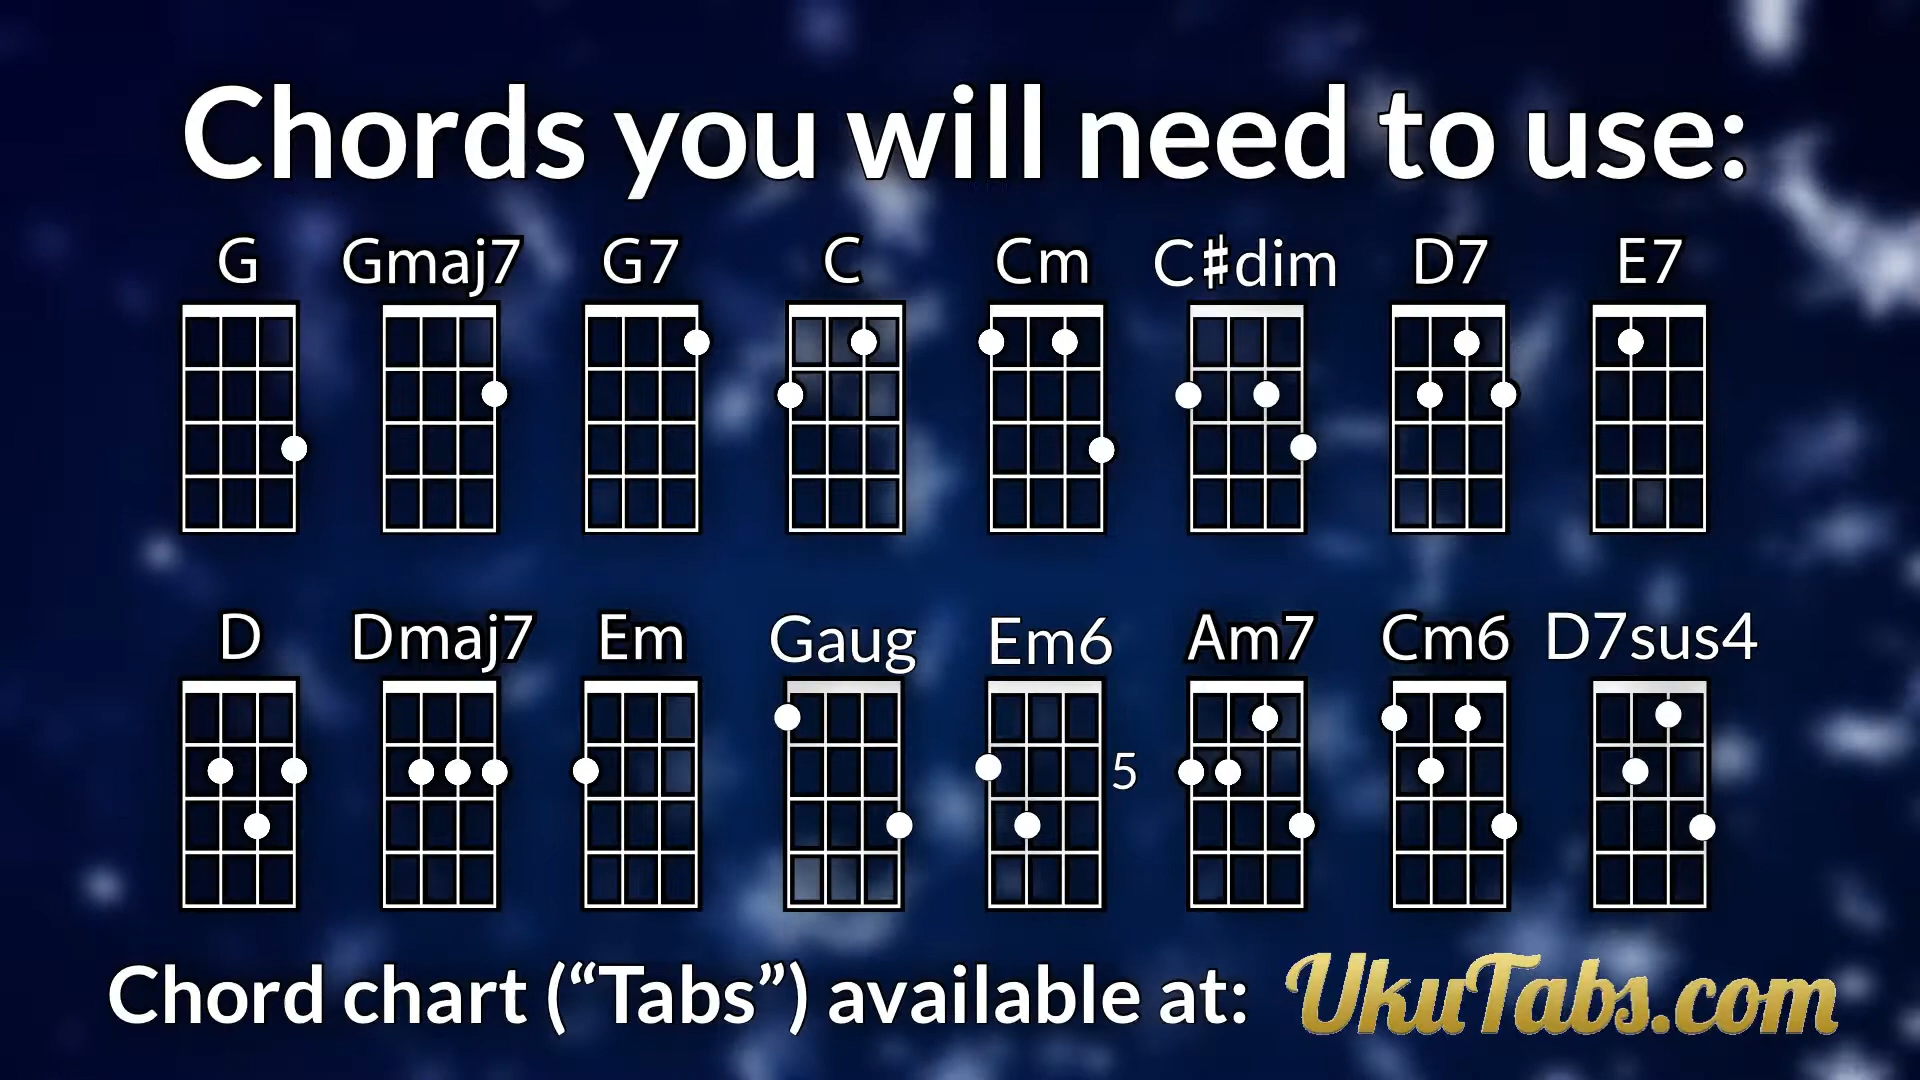 Chords you will need to use:
G Gmaj7 G7 C Cm C♯dim D7 E7
D Dmaj7 Em Gaug Em6 Am7 Cm6 D7sus4
5
Chord chart (“Tabs”) available at: UkuTabs.com